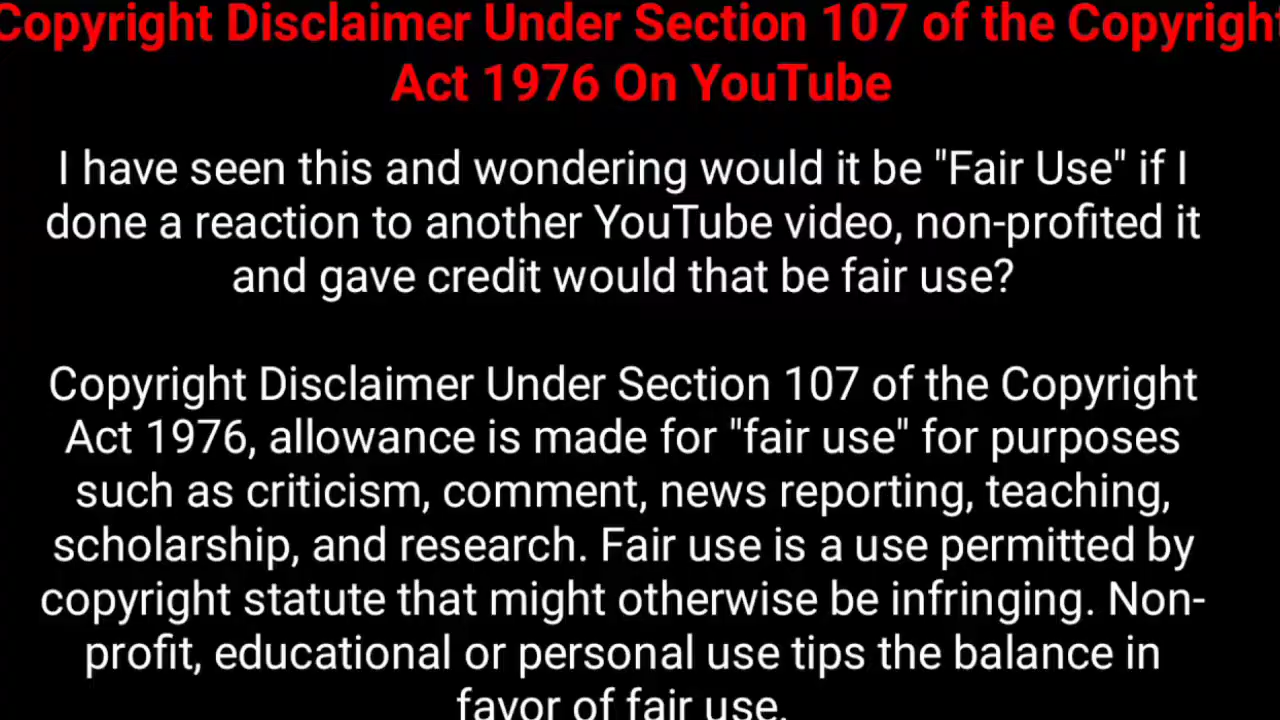 Copyright Disclaimer Under Section 107 of the Copyright
Act 1976 On YouTube
I have seen this and wondering would it be "Fair Use" if I
done a reaction to another YouTube video, non-profited it
and gave credit would that be fair use?
Copyright Disclaimer Under Section 107 of the Copyright
Act 1976, allowance is made for "fair use" for purposes
such as criticism, comment, news reporting, teaching,
scholarship, and research. Fair use is a use permitted by
copyright statute that might otherwise be infringing. Non-
profit, educational or personal use tips the balance in
favor of fair use.